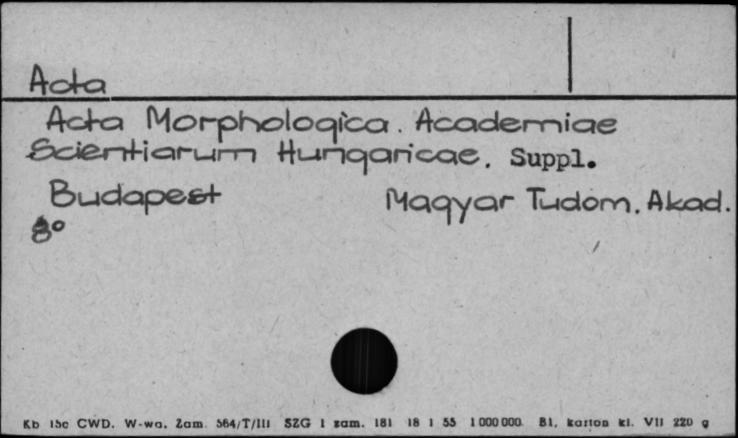 Acta
Acta Morphologica. Academiae
Scientiarum Hungaricae. Suppl.
Budapest Magyar Tudom. Akad.
8°
Kb 15c CWD. W-wa. Zam. 564/T/III SZG 1 zam. 181 18 1 55 1 000 000 Bl. karton kl. VII 220 g